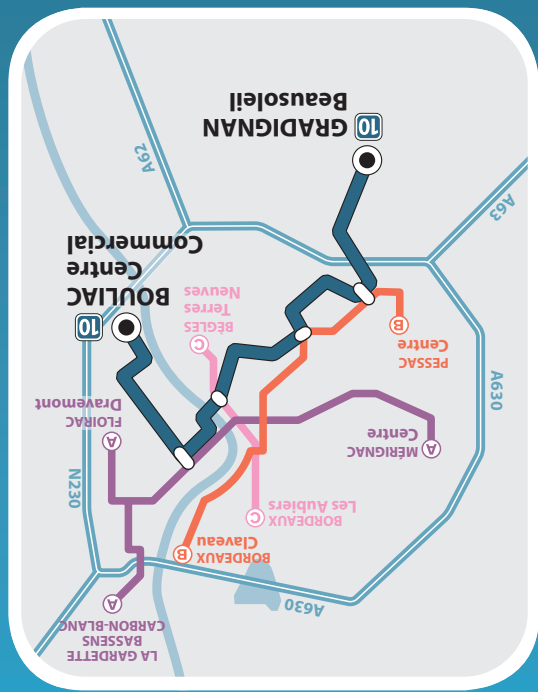 LA GARDETTE
BASSENS
CARBON-BLANC
A
A630
B
BORDEAUX
Claveau
C
BORDEAUX
Les Aubiers
N230
A
MÉRIGNAC
Centre
A
FLOIRAC
Dravemont
A630
PESSAC
Centre
B
C
BÈGLES
Terres
Neuves
10
BOULIAC
Centre
Commercial
A63
A62
10
GRADIGNAN
Beausoleil